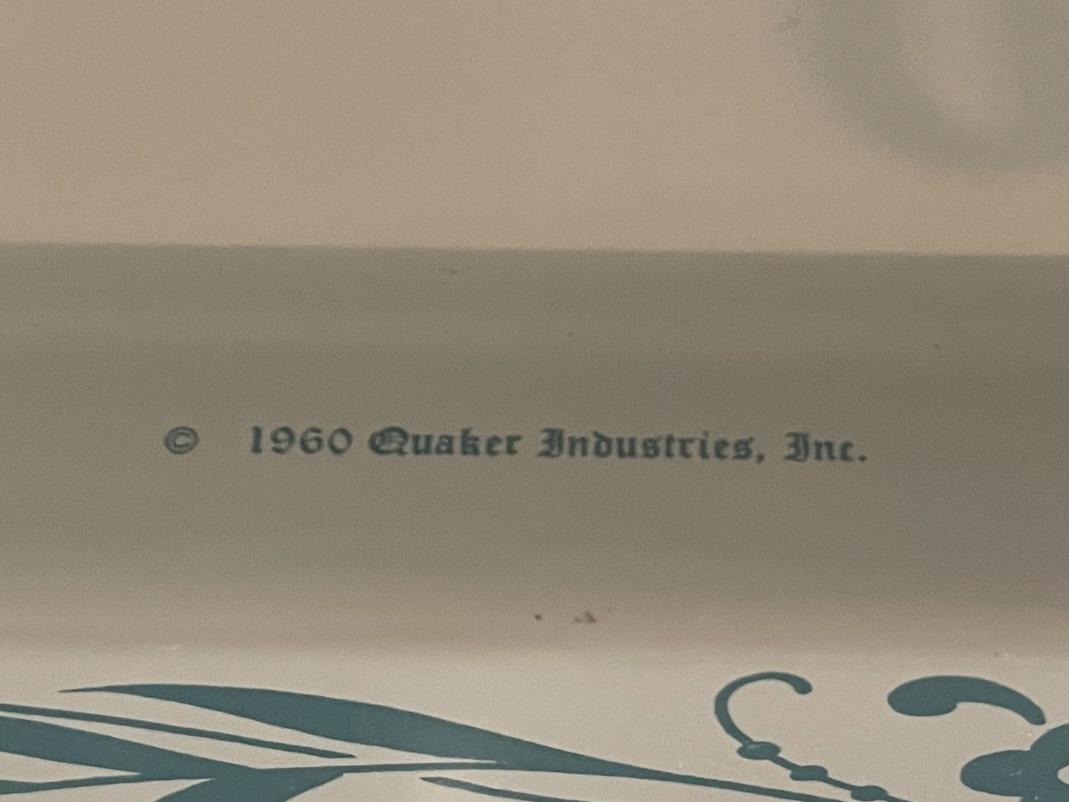 © 1960 Quaker Industries, Inc.